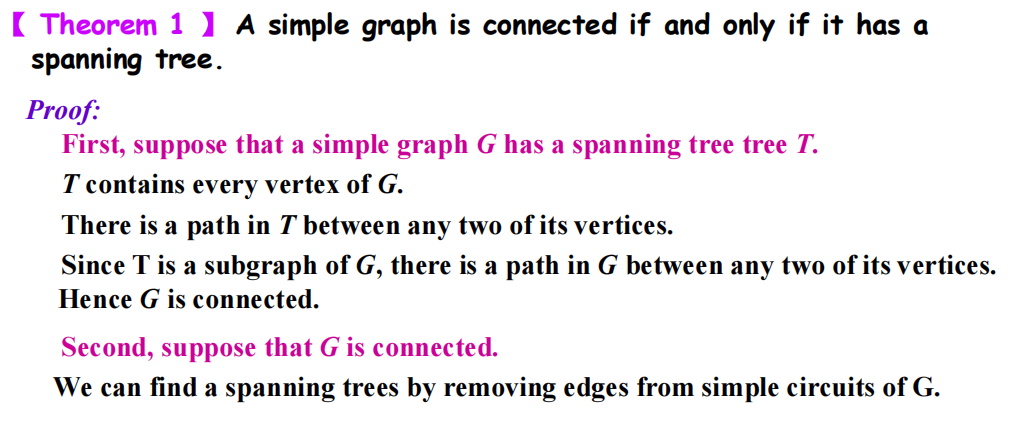 【 Theorem 1 】 A simple graph is connected if and only if it has a
spanning tree.
Proof:
First, suppose that a simple graph G has a spanning tree tree T.
T contains every vertex of G.
There is a path in T between any two of its vertices.
Since T is a subgraph of G, there is a path in G between any two of its vertices.
Hence G is connected.
Second, suppose that G is connected.
We can find a spanning trees by removing edges from simple circuits of G.